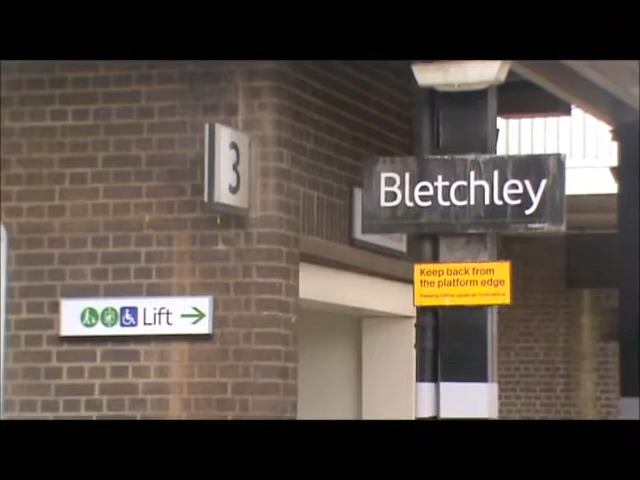 3
Bletchley
Keep back from
the platform edge
Lift